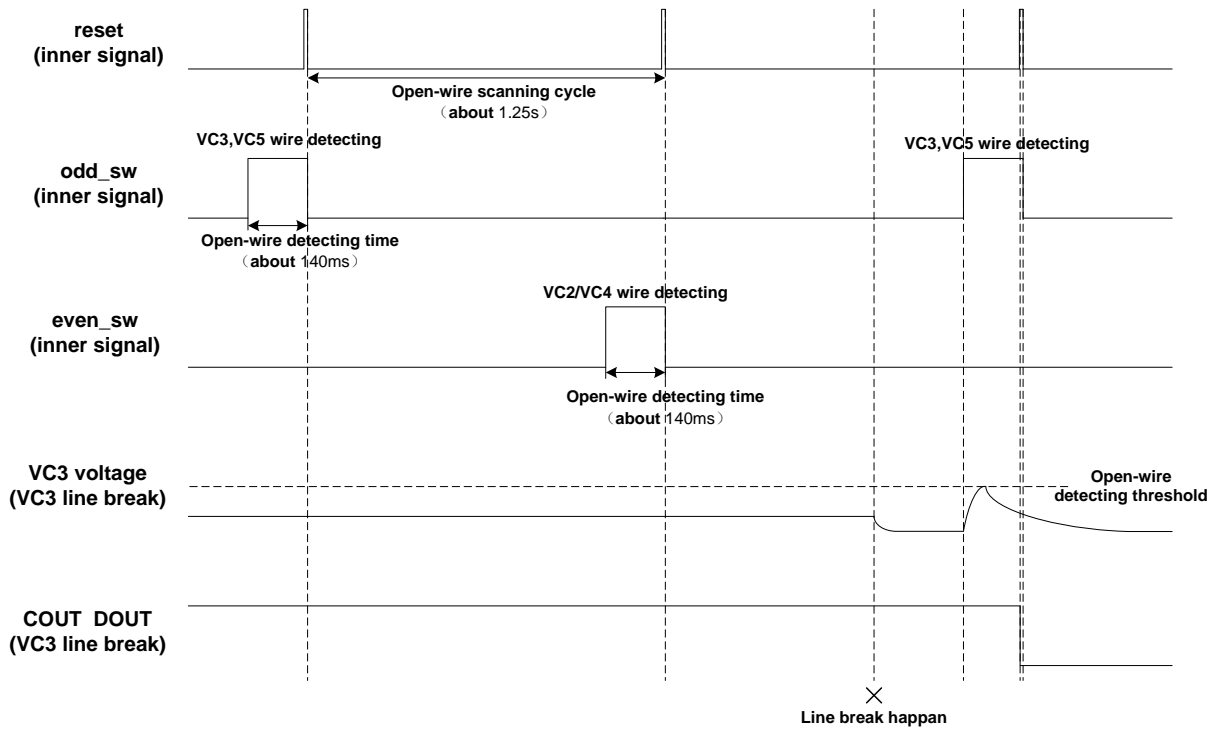 reset
(inner signal)
Open-wire scanning cycle
（about 1.25s）
VC3,VC5 wire detecting
VC3,VC5 wire detecting
odd_sw
(inner signal)
Open-wire detecting time
（about 140ms）
VC2/VC4 wire detecting
even_sw
(inner signal)
Open-wire detecting time
（about 140ms）
VC3 voltage
(VC3 line break)
Open-wire
detecting threshold
COUT DOUT
(VC3 line break)
Line break happan